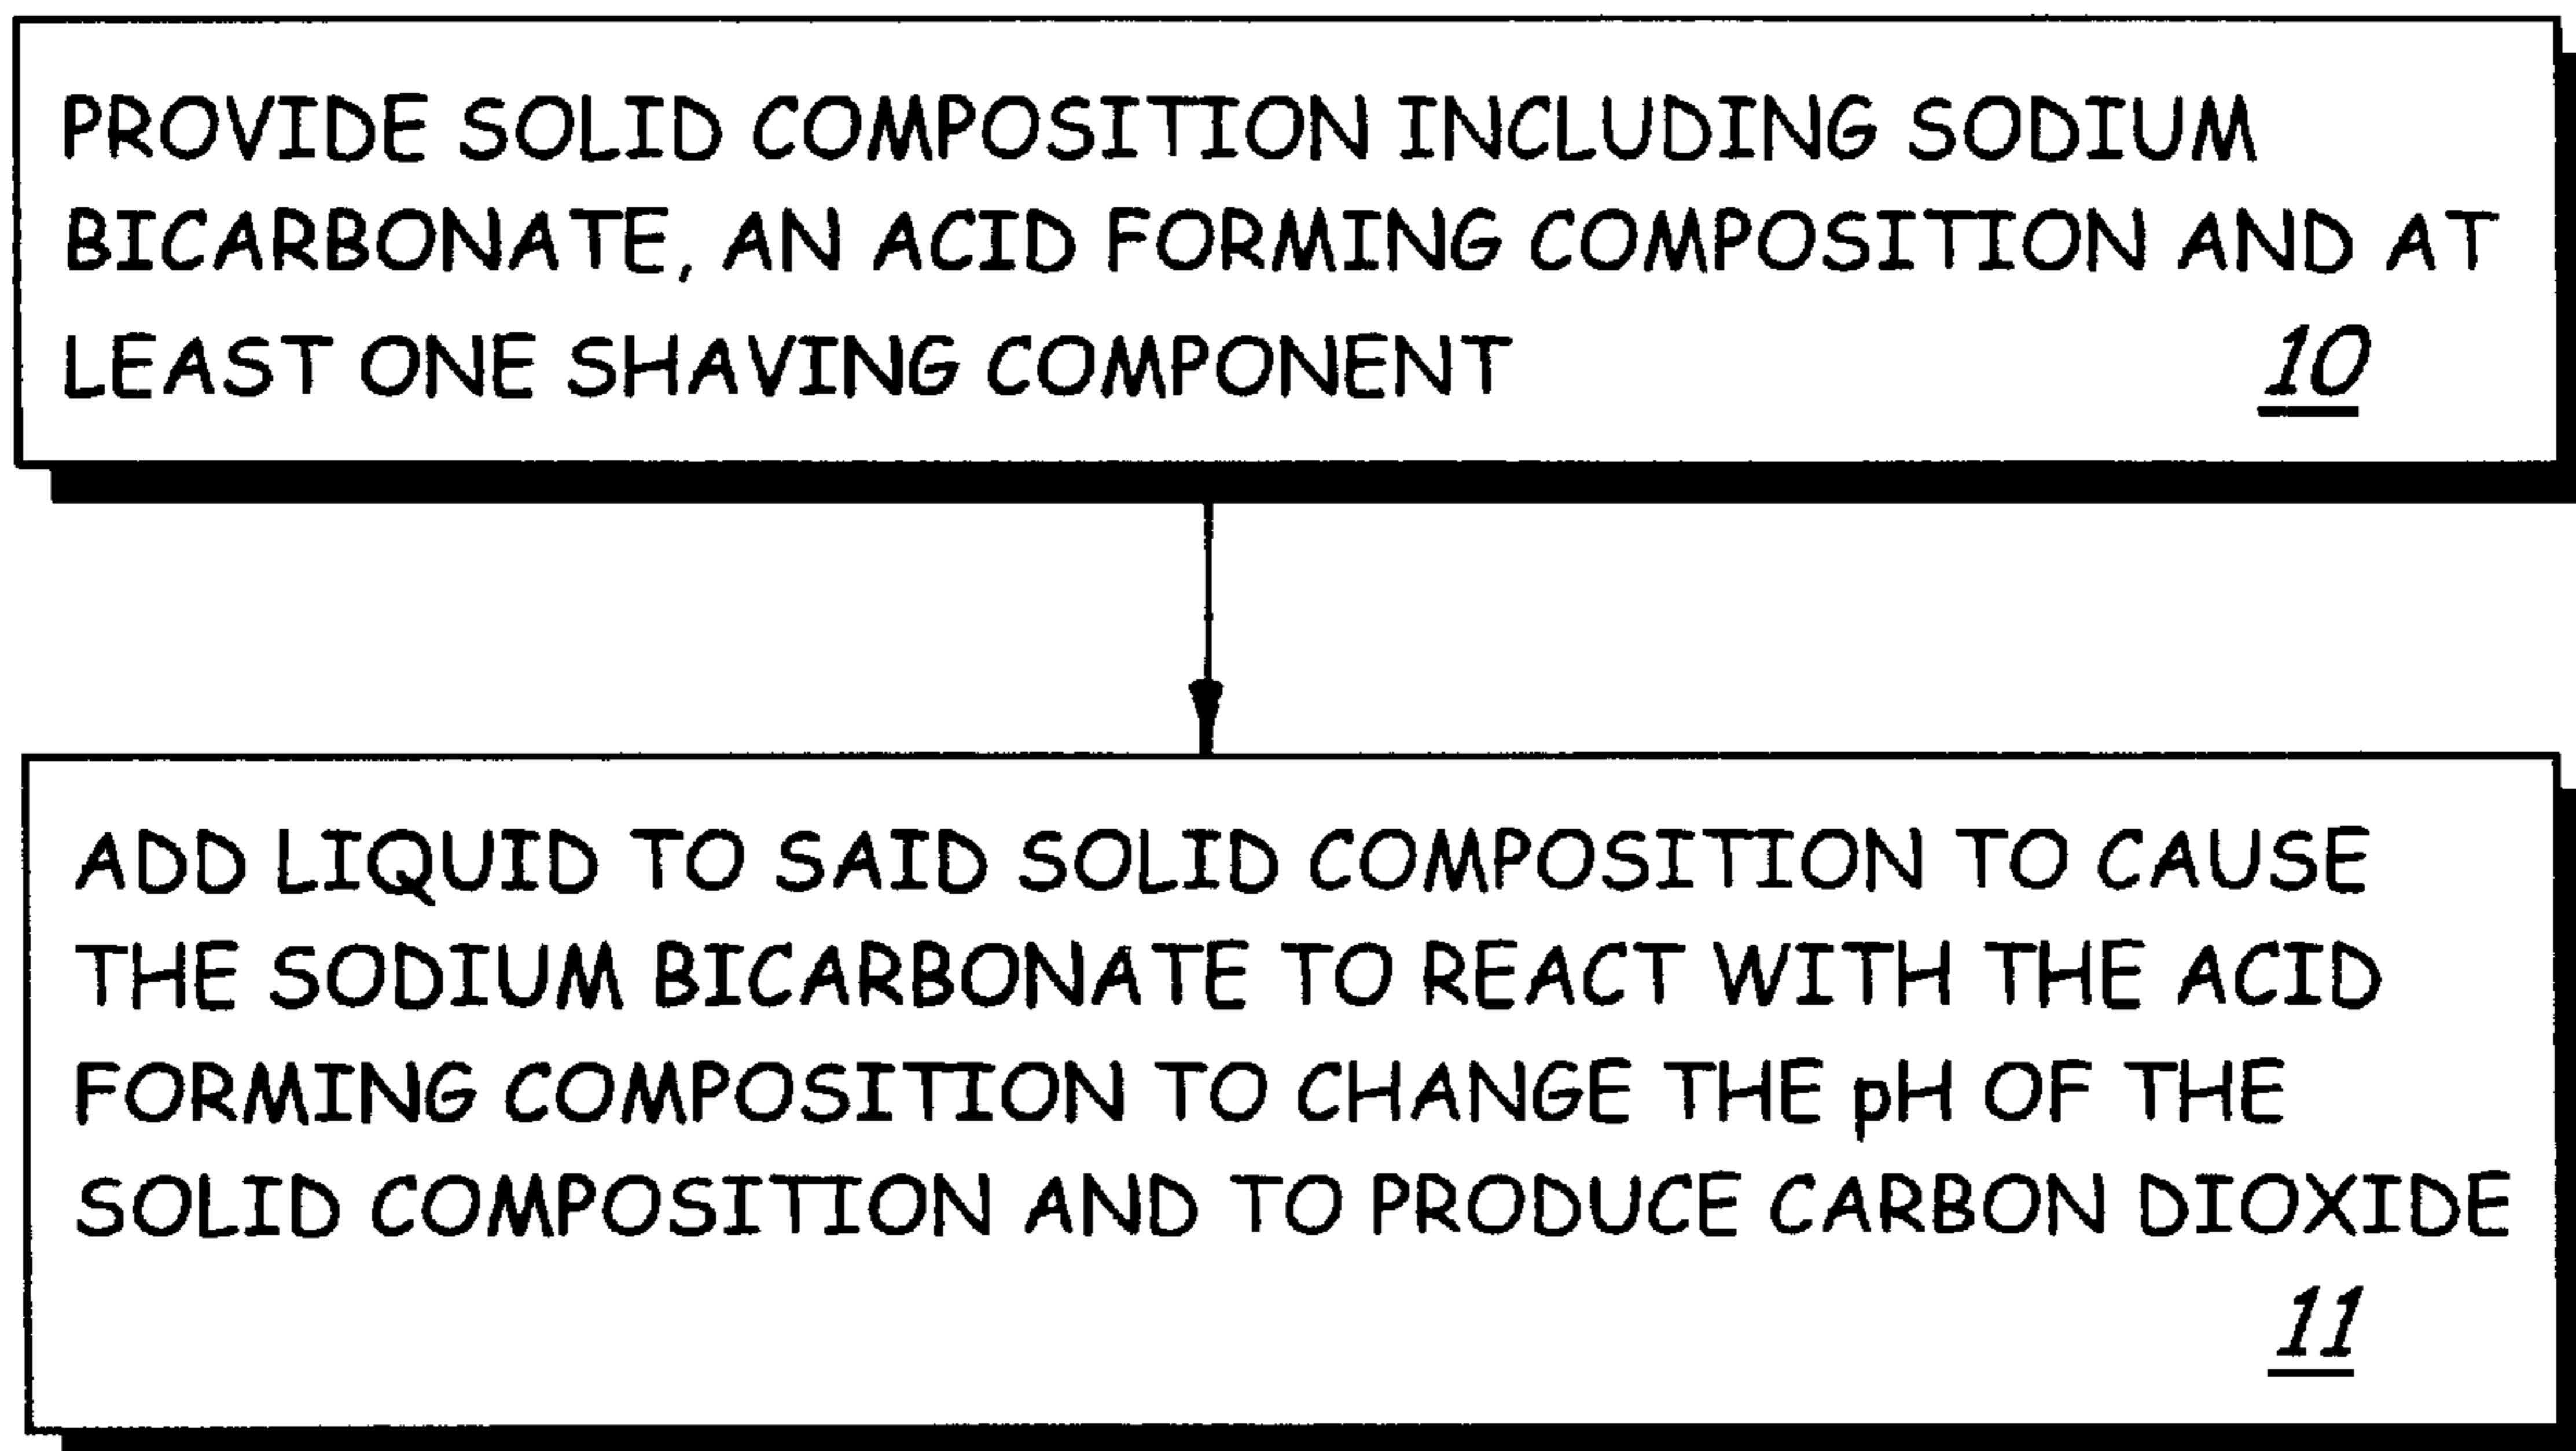 PROVIDE SOLID COMPOSITION INCLUDING SODIUM
BICARBONATE, AN ACID FORMING COMPOSITION AND AT
LEAST ONE SHAVING COMPONENT 10
ADD LIQUID TO SAID SOLID COMPOSITION TO CAUSE
THE SODIUM BICARBONATE TO REACT WITH THE ACID
FORMING COMPOSITION TO CHANGE THE pH OF THE
SOLID COMPOSITION AND TO PRODUCE CARBON DIOXIDE
11